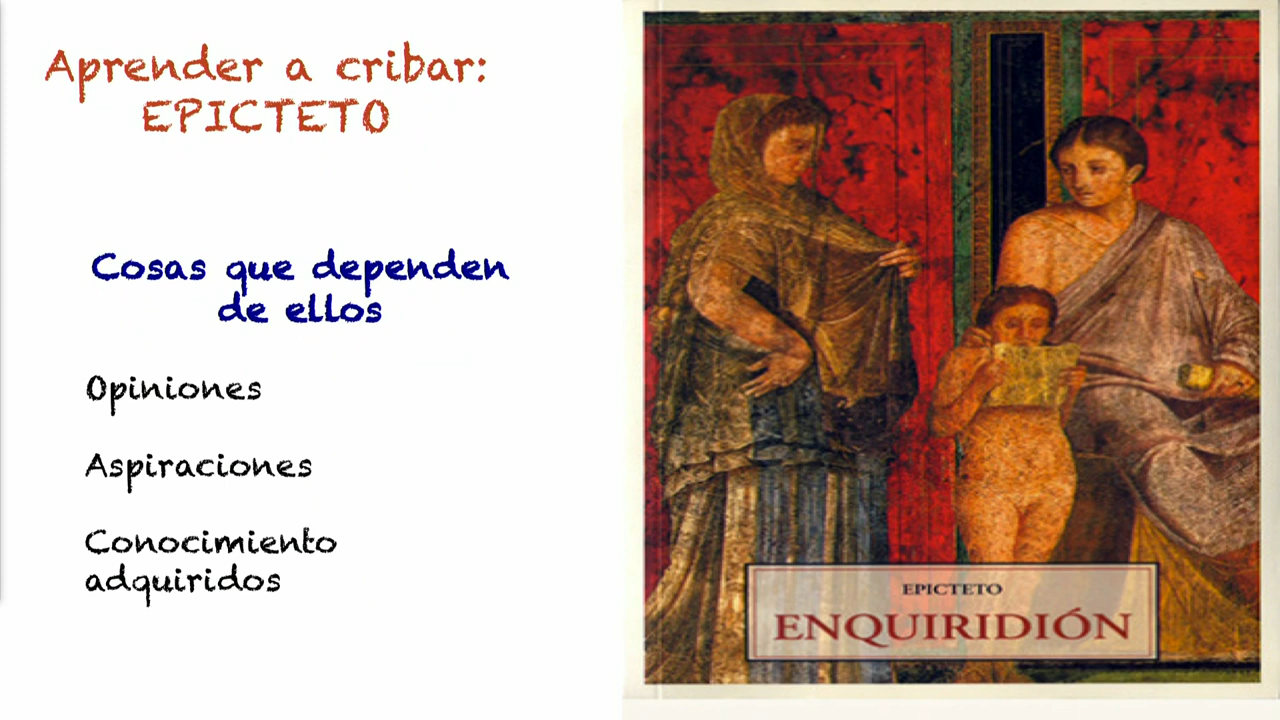 Aprender a cribar:
EPICTETO
Cosas que dependen
de ellos
Opiniones
Aspiraciones
Conocimiento
adquiridos
EPICTETO
ENQUIRIDIÓN